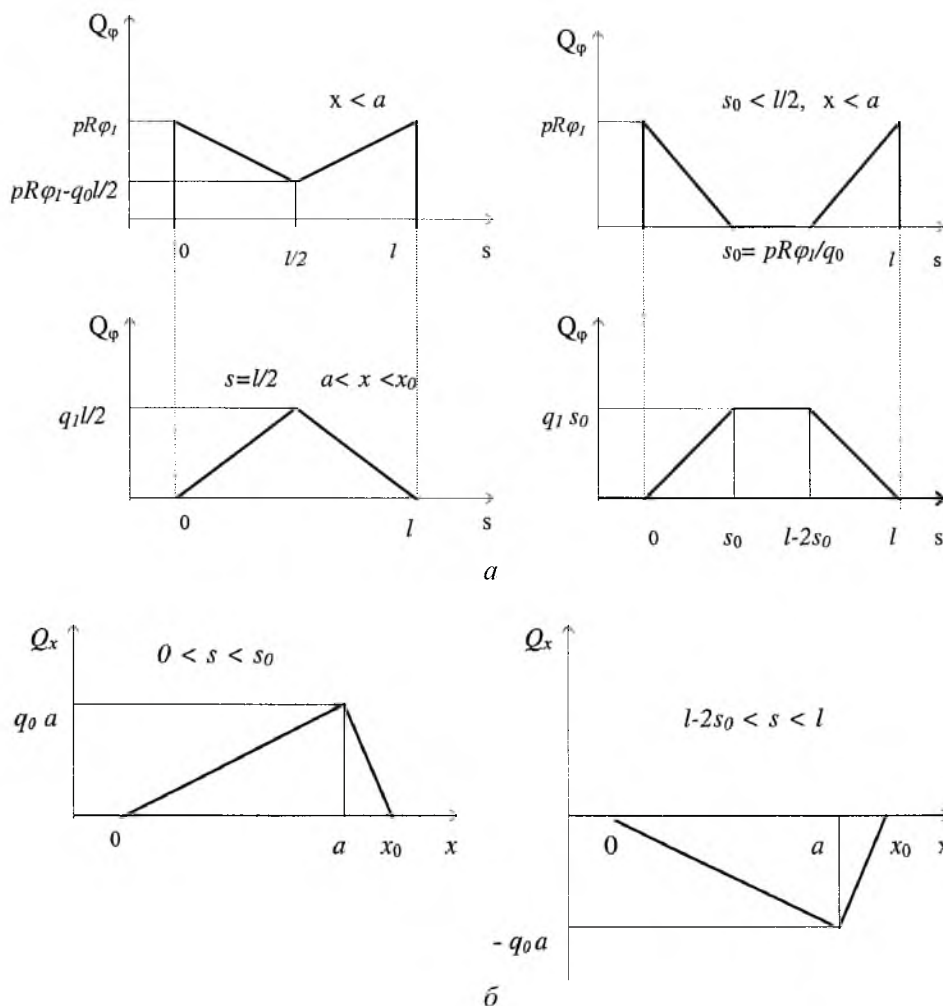 Qφ
x < a
pRφ1
pRφ1-q0l/2
0
l/2
l
s
Qφ
s0 < l/2, x < a
pRφ1
s0= pRφ1/q0
l
s
Qφ
s=l/2
a< x <x0
q1l/2
0
l
s
Qφ
q1 s0
0
s0
l-2s0
l
s
а
Qx
0 < s < s0
q0 a
0
a
x0
x
Qx
l-2s0 < s < l
0
a
x0
x
- q0 a
б